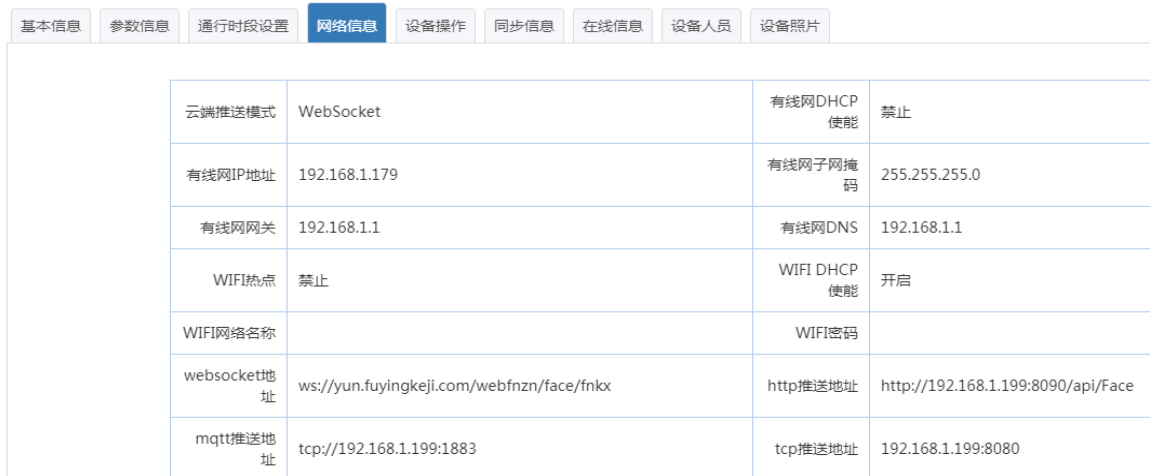 基本信息 参数信息 通行时段设置 网络信息 设备操作 同步信息 在线信息 设备人员 设备照片
云端推送模式 WebSocket 有线网DHCP
使能 禁止
有线网IP地址 192.168.1.179 有线网子网掩
码 255.255.255.0
有线网网关 192.168.1.1 有线网DNS 192.168.1.1
WIFI热点 禁止 WIFI DHCP
使能 开启
WIFI网络名称 WIFI密码
websocket地
址 ws://yun.fuyingkeji.com/webfnzn/face/fnkx http推送地址 http://192.168.1.199:8090/api/Face
mqtt推送地
址 tcp://192.168.1.199:1883 tcp推送地址 192.168.1.199:8080